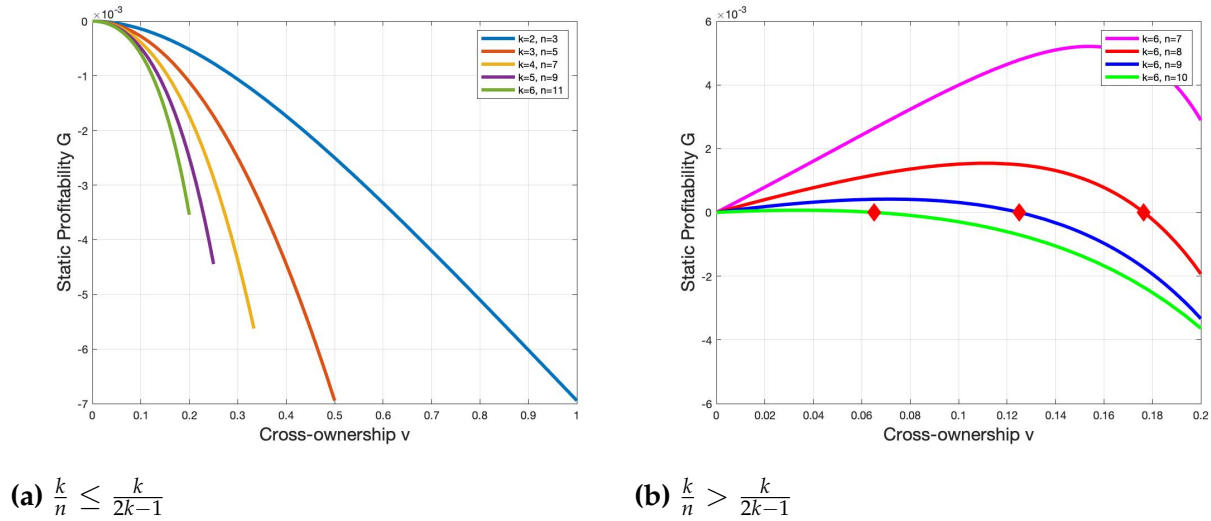 ×10⁻³
0
-1
-2
-3
-4
-5
-6
-7
Static Profitability G
0 0.1 0.2 0.3 0.4 0.5 0.6 0.7 0.8 0.9 1
Cross-ownership v
k=2, n=3
k=3, n=5
k=4, n=7
k=5, n=9
k=6, n=11
(a) k/n ≤ k/2k−1
×10⁻³
6
4
2
0
-2
-4
-6
Static Profitability G
0 0.02 0.04 0.06 0.08 0.1 0.12 0.14 0.16 0.18 0.2
Cross-ownership v
k=6, n=7
k=6, n=8
k=6, n=9
k=6, n=10
(b) k/n > k/2k−1